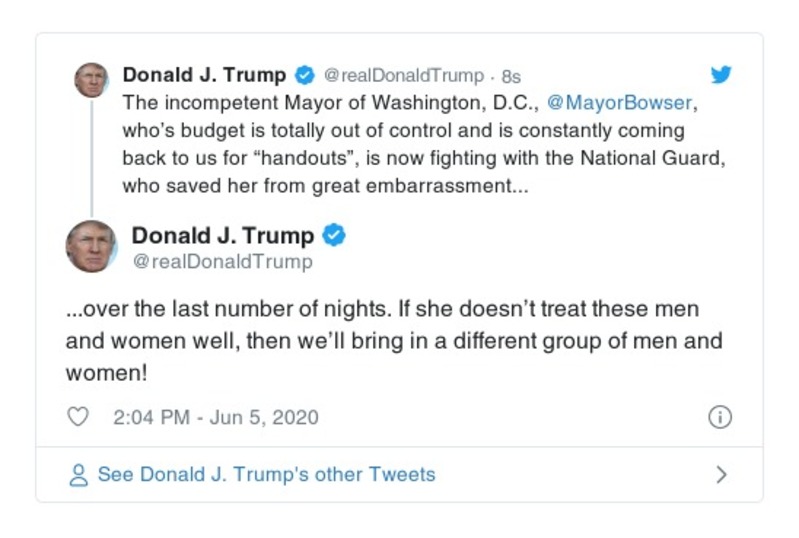 Donald J. Trump @realDonaldTrump · 8s
The incompetent Mayor of Washington, D.C., @MayorBowser,
who’s budget is totally out of control and is constantly coming
back to us for “handouts”, is now fighting with the National Guard,
who saved her from great embarrassment...
Donald J. Trump
@realDonaldTrump
...over the last number of nights. If she doesn’t treat these men
and women well, then we’ll bring in a different group of men and
women!
2:04 PM - Jun 5, 2020
See Donald J. Trump's other Tweets